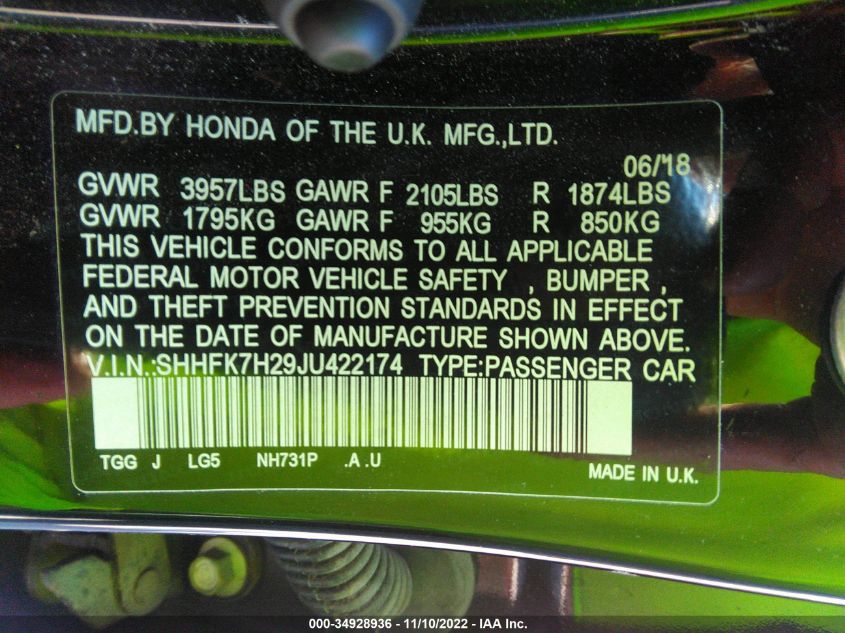 MFD.BY HONDA OF THE U.K. MFG.,LTD.
06/18
GVWR 3957LBS GAWR F 2105LBS R 1874LBS
GVWR 1795KG GAWR F 955KG R 850KG
THIS VEHICLE CONFORMS TO ALL APPLICABLE
FEDERAL MOTOR VEHICLE SAFETY , BUMPER ,
AND THEFT PREVENTION STANDARDS IN EFFECT
ON THE DATE OF MANUFACTURE SHOWN ABOVE.
V.I.N.:SHHFK7H29JU422174 TYPE:PASSENGER CAR
TGG J LG5 NH731P .A .U
MADE IN U.K.
000-34928936 - 11/10/2022 - IAA Inc.